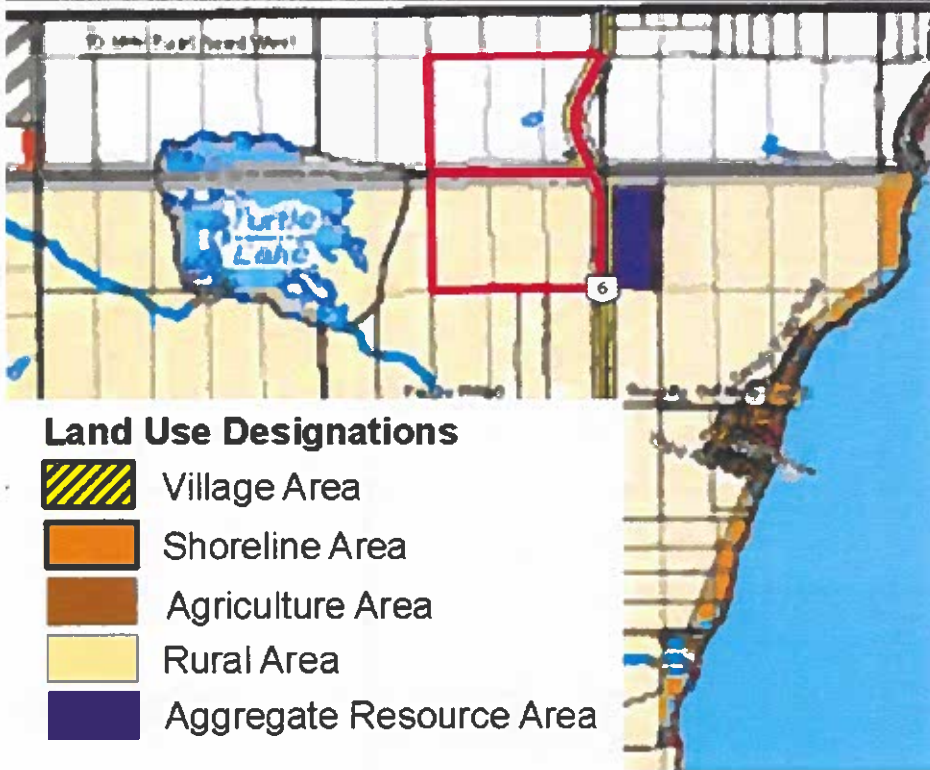 Turtle
Lake
6
Land Use Designations
Village Area
Shoreline Area
Agriculture Area
Rural Area
Aggregate Resource Area